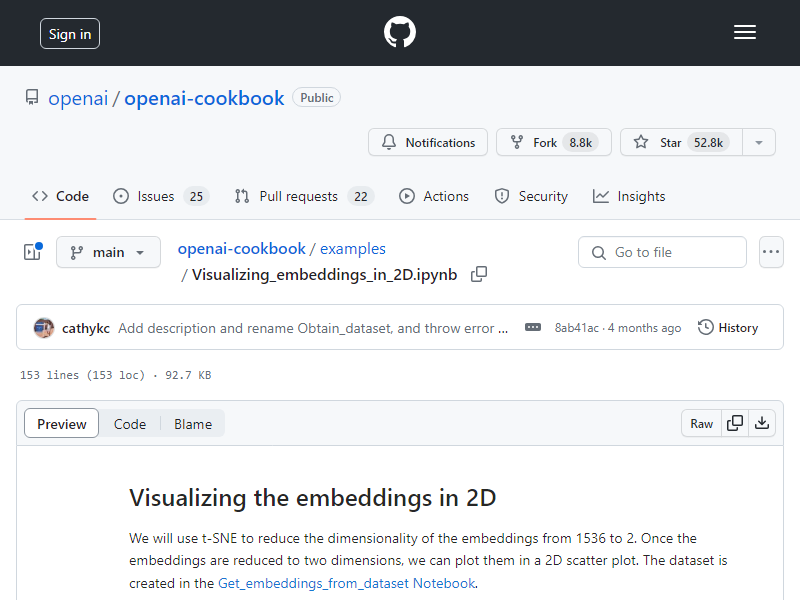 Sign in
openai / openai-cookbook Public
Notifications Fork 8.8k Star 52.8k
Code Issues 25 Pull requests 22 Actions Security Insights
main openai-cookbook / examples Go to file
/ Visualizing_embeddings_in_2D.ipynb
cathykc Add description and rename Obtain_dataset, and throw error ... 8ab41ac · 4 months ago History
153 lines (153 loc) · 92.7 KB
Preview Code Blame Raw
Visualizing the embeddings in 2D
We will use t-SNE to reduce the dimensionality of the embeddings from 1536 to 2. Once the
embeddings are reduced to two dimensions, we can plot them in a 2D scatter plot. The dataset is
created in the Get_embeddings_from_dataset Notebook.